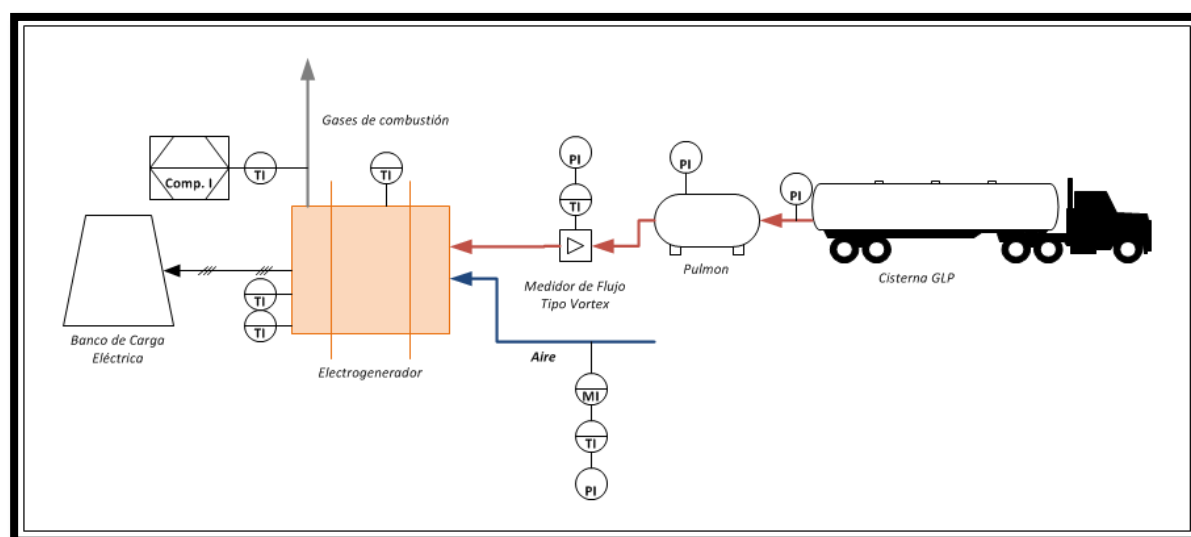 Gases de combustión
Comp. I
TI
TI
PI
TI
PI
PI
Pulmon
Cisterna GLP
Medidor de Flujo
Tipo Vortex
TI
TI
Banco de Carga
Eléctrica
Electrogenerador
Aire
MI
TI
PI